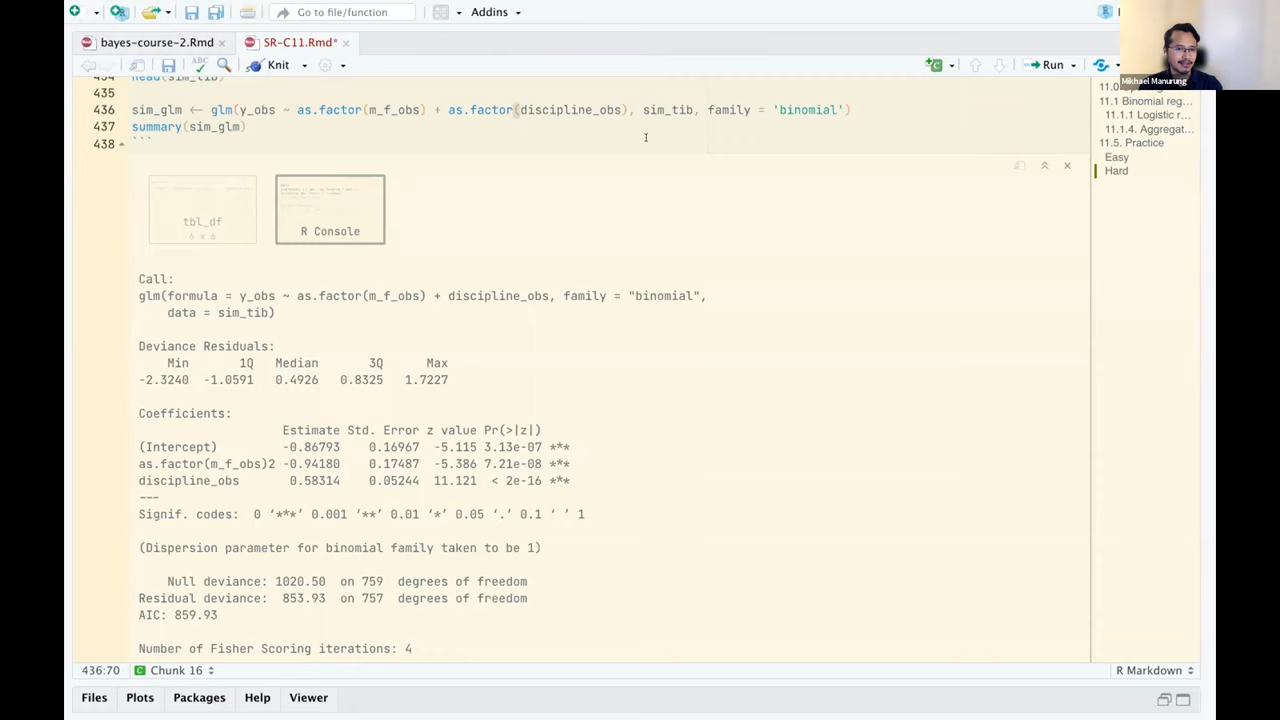 Go to file/function
Addins
bayes-course-2.Rmd
SR-C11.Rmd*
Mikhael Manurung
ABC
Knit
Run
434
head(sim_tib)
435
436 sim_glm <- glm(y_obs ~ as.factor(m_f_obs) + as.factor(discipline_obs), sim_tib, family = 'binomial')
437 summary(sim_glm)
438 ```
11.1 Binomial reg...
11.1.1 Logistic r...
11.1.4. Aggregat...
11.5. Practice
Easy
Hard
tbl_df
6 x 6
R Console
Call:
glm(formula = y_obs ~ as.factor(m_f_obs) + discipline_obs, family = "binomial",
data = sim_tib)
Deviance Residuals:
Min 1Q Median 3Q Max
-2.3240 -1.0591 0.4926 0.8325 1.7227
Coefficients:
Estimate Std. Error z value Pr(>|z|)
(Intercept) -0.86793 0.16967 -5.115 3.13e-07 ***
as.factor(m_f_obs)2 -0.94180 0.17487 -5.386 7.21e-08 ***
discipline_obs 0.58314 0.05244 11.121 < 2e-16 ***
---
Signif. codes: 0 ‘***’ 0.001 ‘**’ 0.01 ‘*’ 0.05 ‘.’ 0.1 ‘ ’ 1
(Dispersion parameter for binomial family taken to be 1)
Null deviance: 1020.50 on 759 degrees of freedom
Residual deviance: 853.93 on 757 degrees of freedom
AIC: 859.93
Number of Fisher Scoring iterations: 4
436:70
Chunk 16
R Markdown
Files
Plots
Packages
Help
Viewer